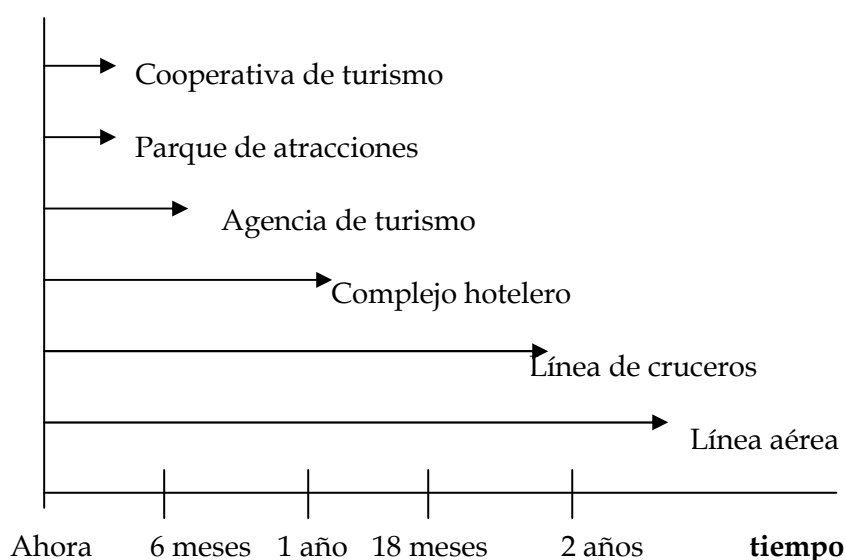 Cooperativa de turismo
Parque de atracciones
Agencia de turismo
Complejo hotelero
Línea de cruceros
Línea aérea
Ahora 6 meses 1 año 18 meses 2 años tiempo